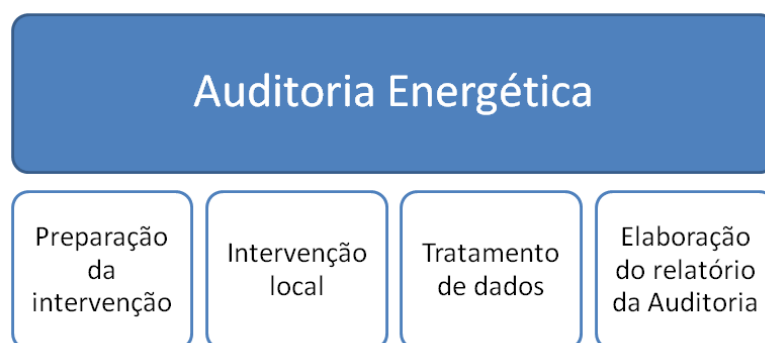 Auditoria Energética
Preparação
da
intervenção
Intervenção
local
Tratamento
de dados
Elaboração
do relatório
da Auditoria